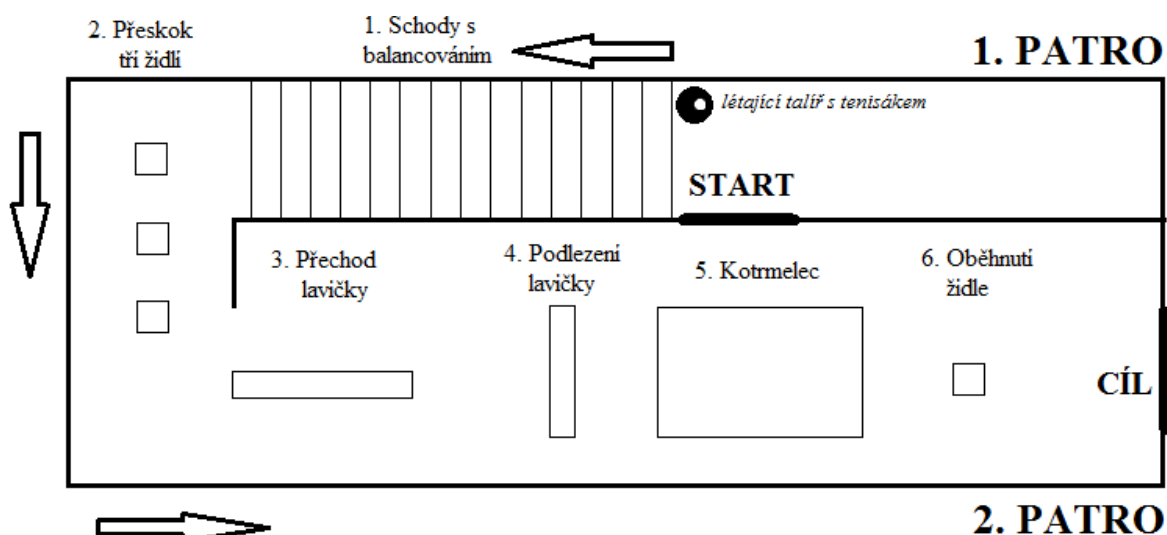 2. Přeskok
tří židlí
1. Schody s
balancováním
1. PATRO
létající talíř s tenisákem
START
3. Přechod
lavičky
4. Podlezení
lavičky
5. Kotrmelec
6. Oběhnutí
židle
CÍL
2. PATRO